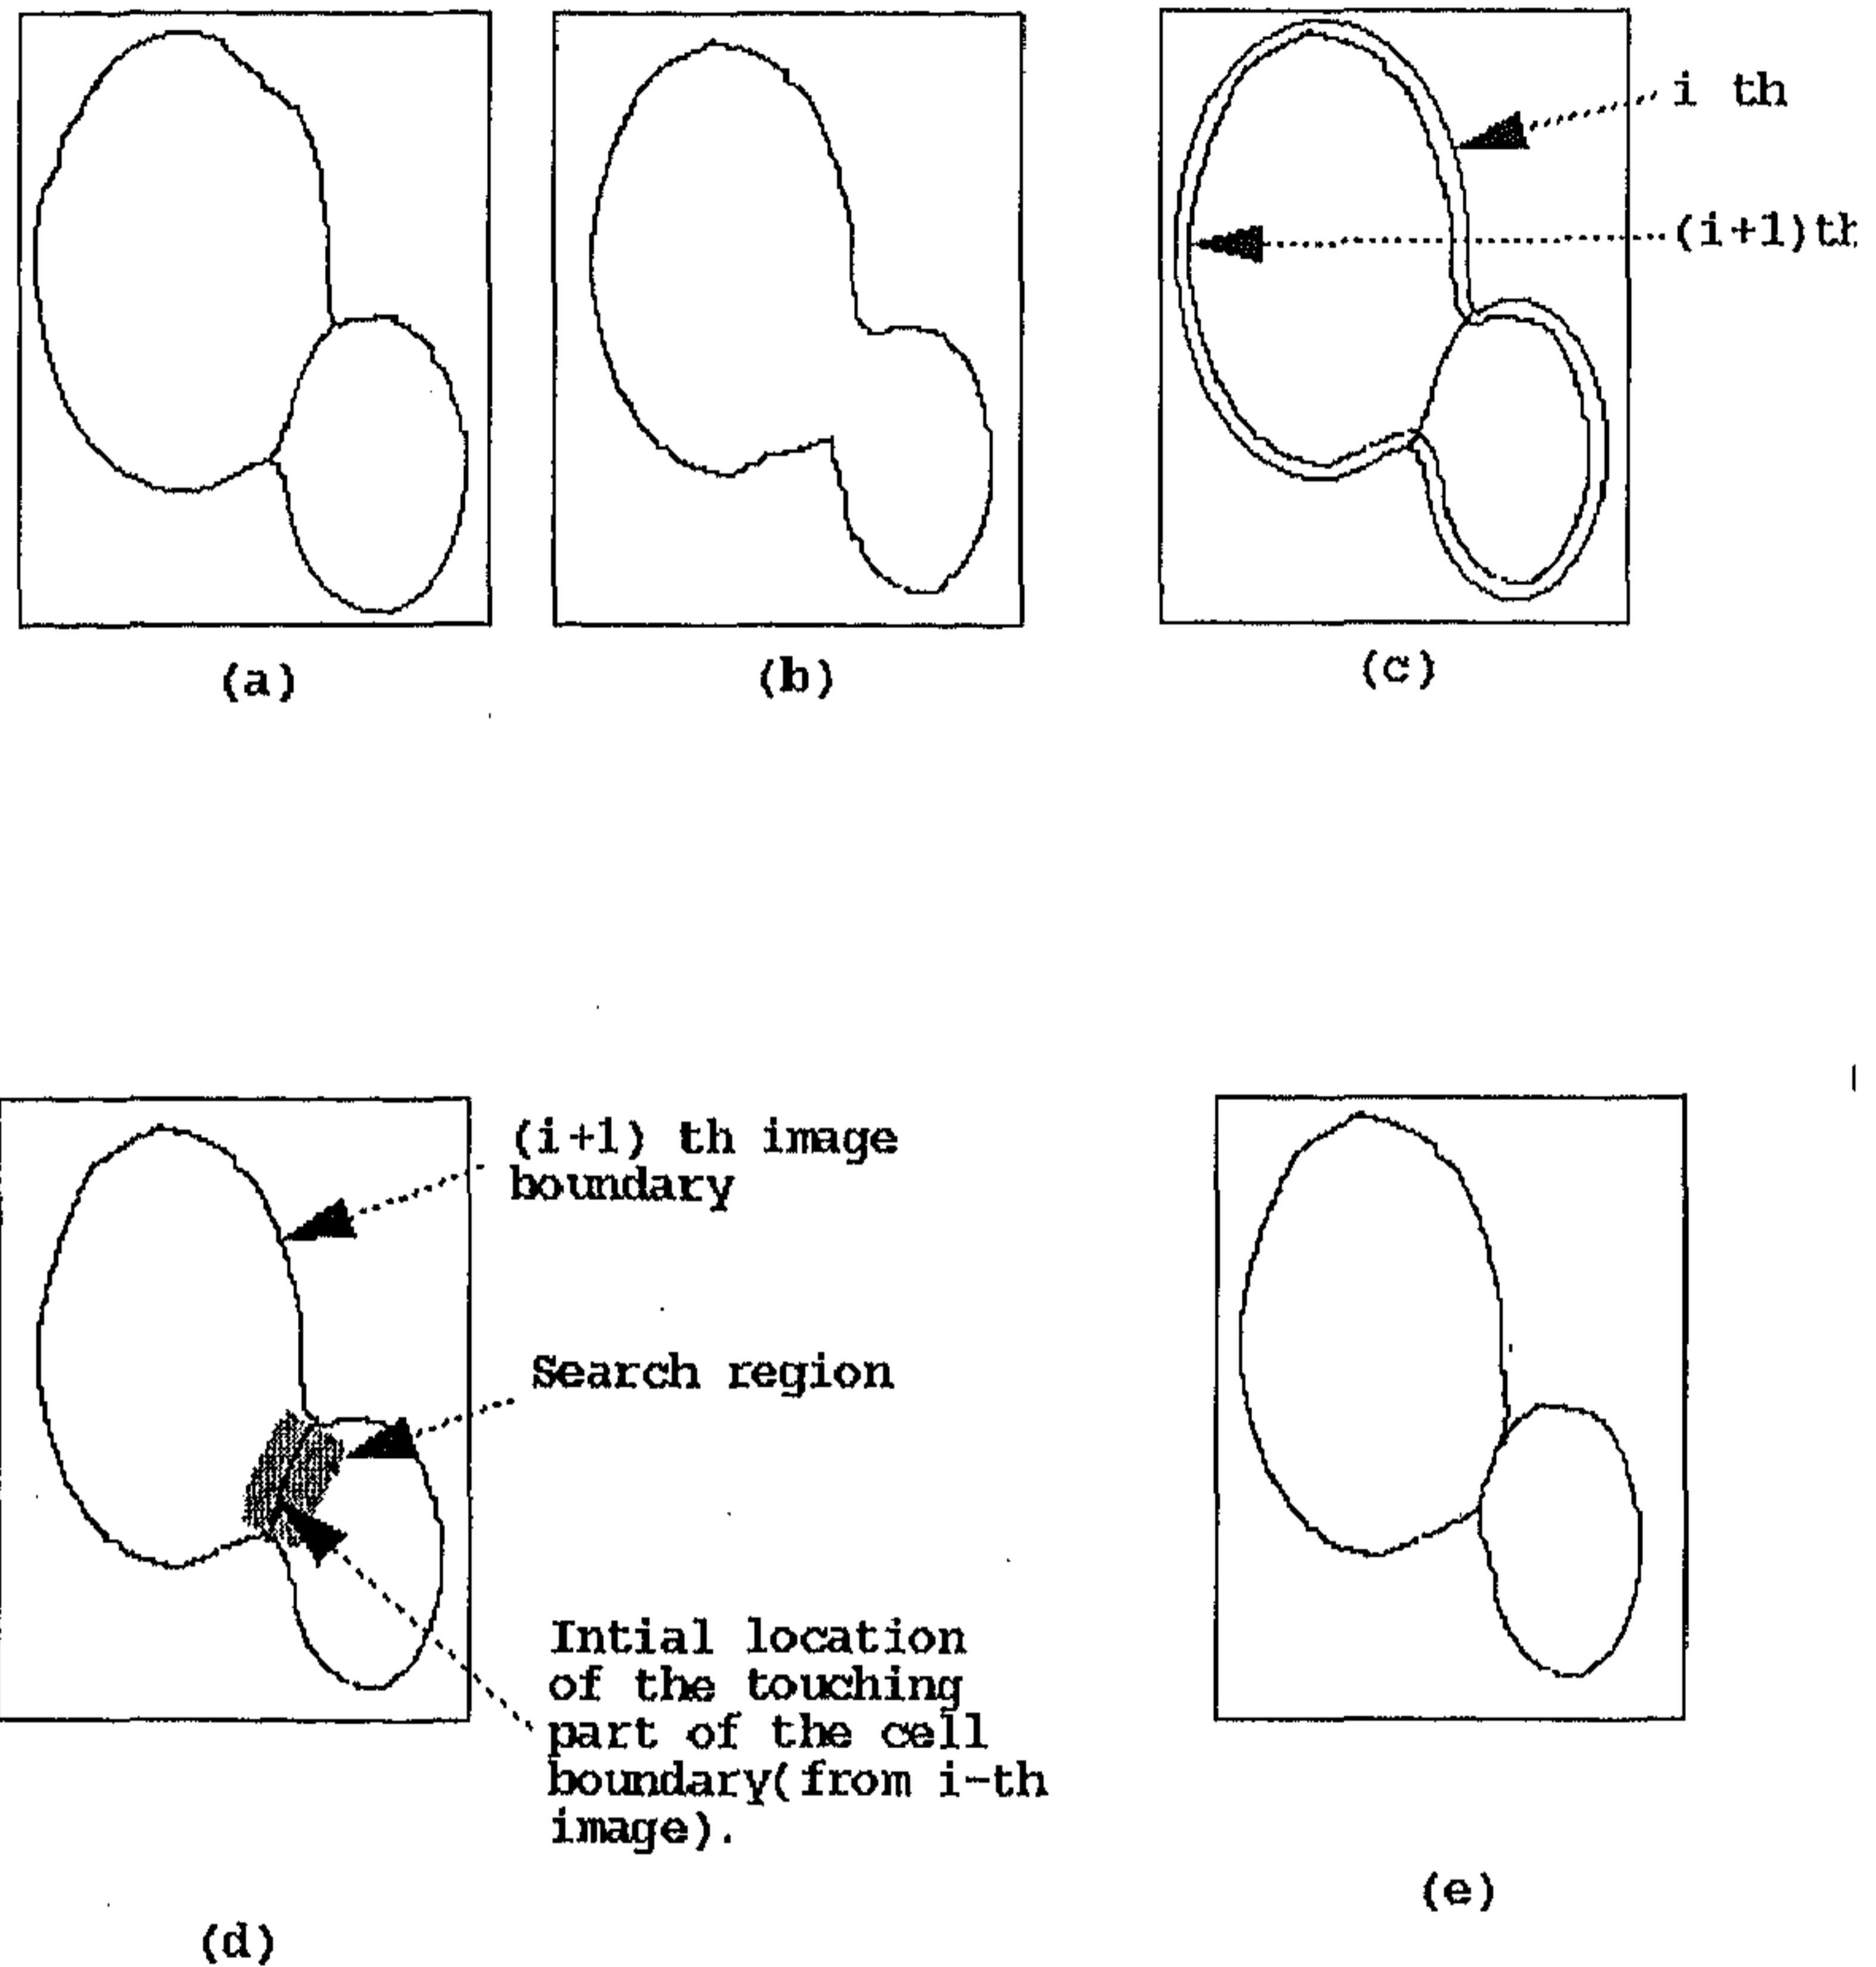 i th
(i+1)th
(a)
(b)
(c)
(i+1) th image
boundary
Search region
Intial location
of the touching
part of the cell
boundary(from i-th
image).
(e)
(d)